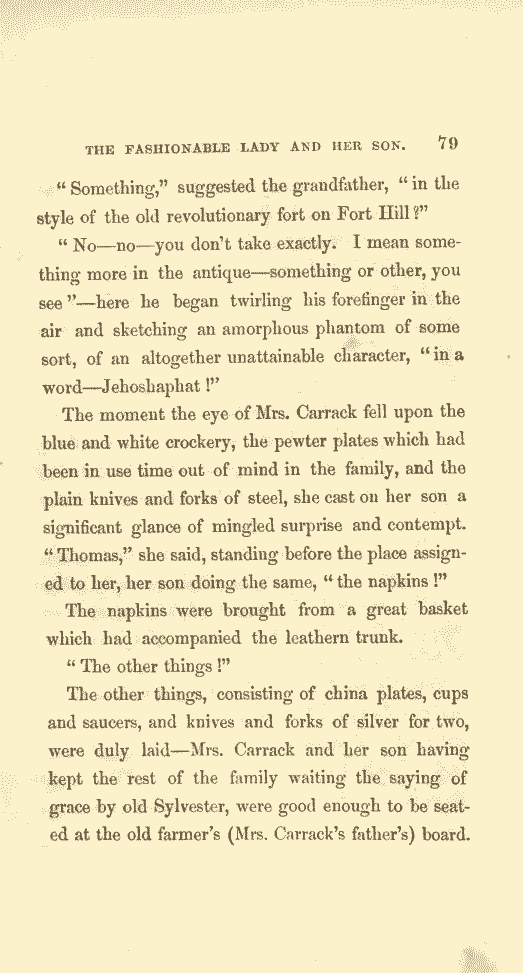 THE FASHIONABLE LADY AND HER SON. 79
“ Something,” suggested the grandfather, “ in the
style of the old revolutionary fort on Fort Hill ?”
“ No—no—you don’t take exactly. I mean some-
thing more in the antique—something or other, you
see ”—here he began twirling his forefinger in the
air and sketching an amorphous phantom of some
sort, of an altogether unattainable character, “ in a
word—Jehoshaphat !”
The moment the eye of Mrs. Carrack fell upon the
blue and white crockery, the pewter plates which had
been in use time out of mind in the family, and the
plain knives and forks of steel, she cast on her son a
significant glance of mingled surprise and contempt.
“ Thomas,” she said, standing before the place assign-
ed to her, her son doing the same, “ the napkins !”
The napkins were brought from a great basket
which had accompanied the leathern trunk.
“ The other things !”
The other things, consisting of china plates, cups
and saucers, and knives and forks of silver for two,
were duly laid—Mrs. Carrack and her son having
kept the rest of the family waiting the saying of
grace by old Sylvester, were good enough to be seat-
ed at the old farmer’s (Mrs. Carrack’s father’s) board.